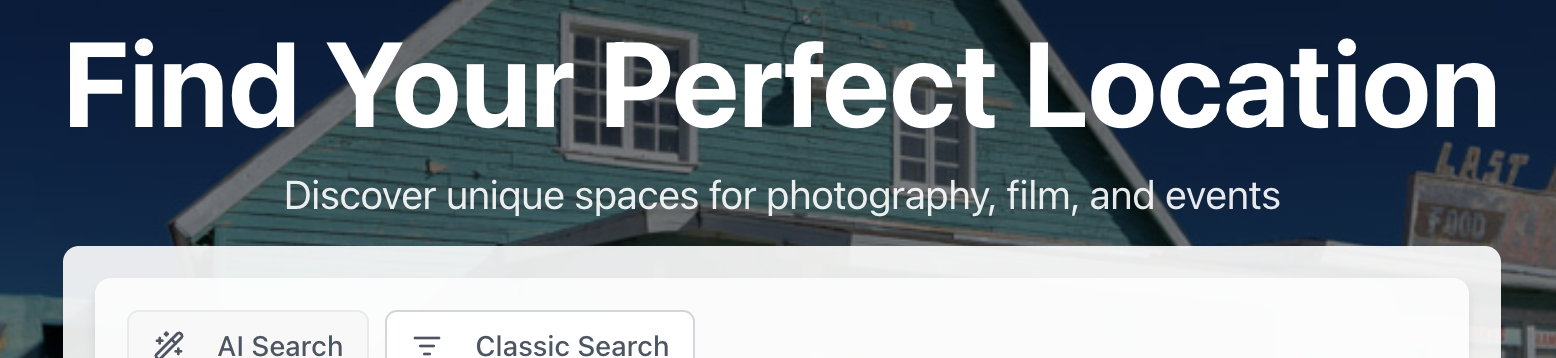 Find Your Perfect Location
Discover unique spaces for photography, film, and events
LAST
FOOD
AI Search
Classic Search